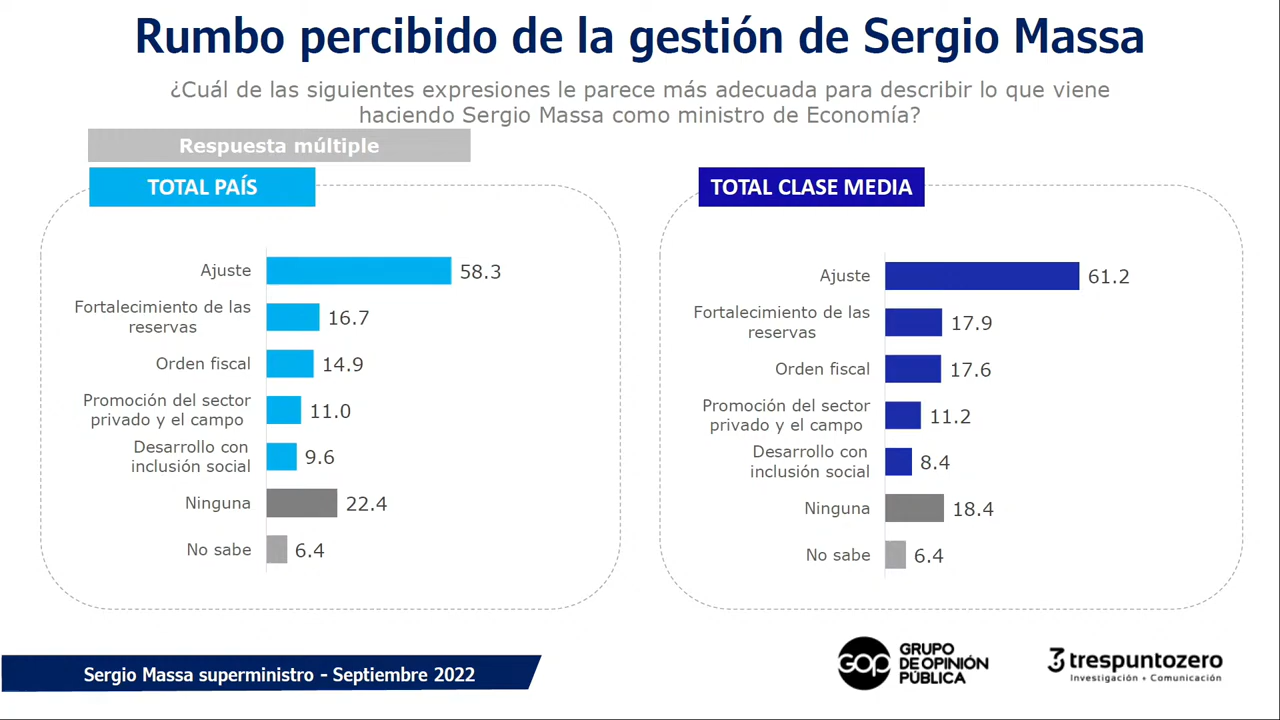 Rumbo percibido de la gestión de Sergio Massa
¿Cuál de las siguientes expresiones le parece más adecuada para describir lo que viene
haciendo Sergio Massa como ministro de Economía?
Respuesta múltiple
TOTAL PAÍS
Ajuste 58.3
Fortalecimiento de las
reservas 16.7
Orden fiscal 14.9
Promoción del sector
privado y el campo 11.0
Desarrollo con
inclusión social 9.6
Ninguna 22.4
No sabe 6.4
TOTAL CLASE MEDIA
Ajuste 61.2
Fortalecimiento de las
reservas 17.9
Orden fiscal 17.6
Promoción del sector
privado y el campo 11.2
Desarrollo con
inclusión social 8.4
Ninguna 18.4
No sabe 6.4
Sergio Massa superministro - Septiembre 2022
GOP
GRUPO
DE OPINIÓN
PÚBLICA
3 trespuntozero
Investigación + Comunicación